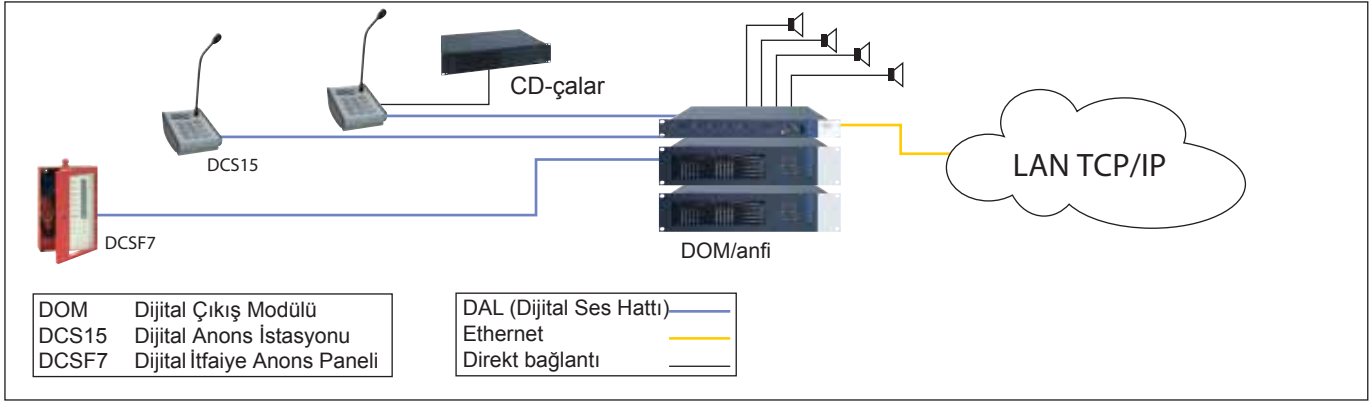 CD-çalar
DCS15
LAN TCP/IP
DCSF7
DOM/anfi
DOM Dijital Çıkış Modülü
DCS15 Dijital Anons İstasyonu
DCSF7 Dijital İtfaiye Anons Paneli
DAL (Dijital Ses Hattı)
Ethernet
Direkt bağlantı